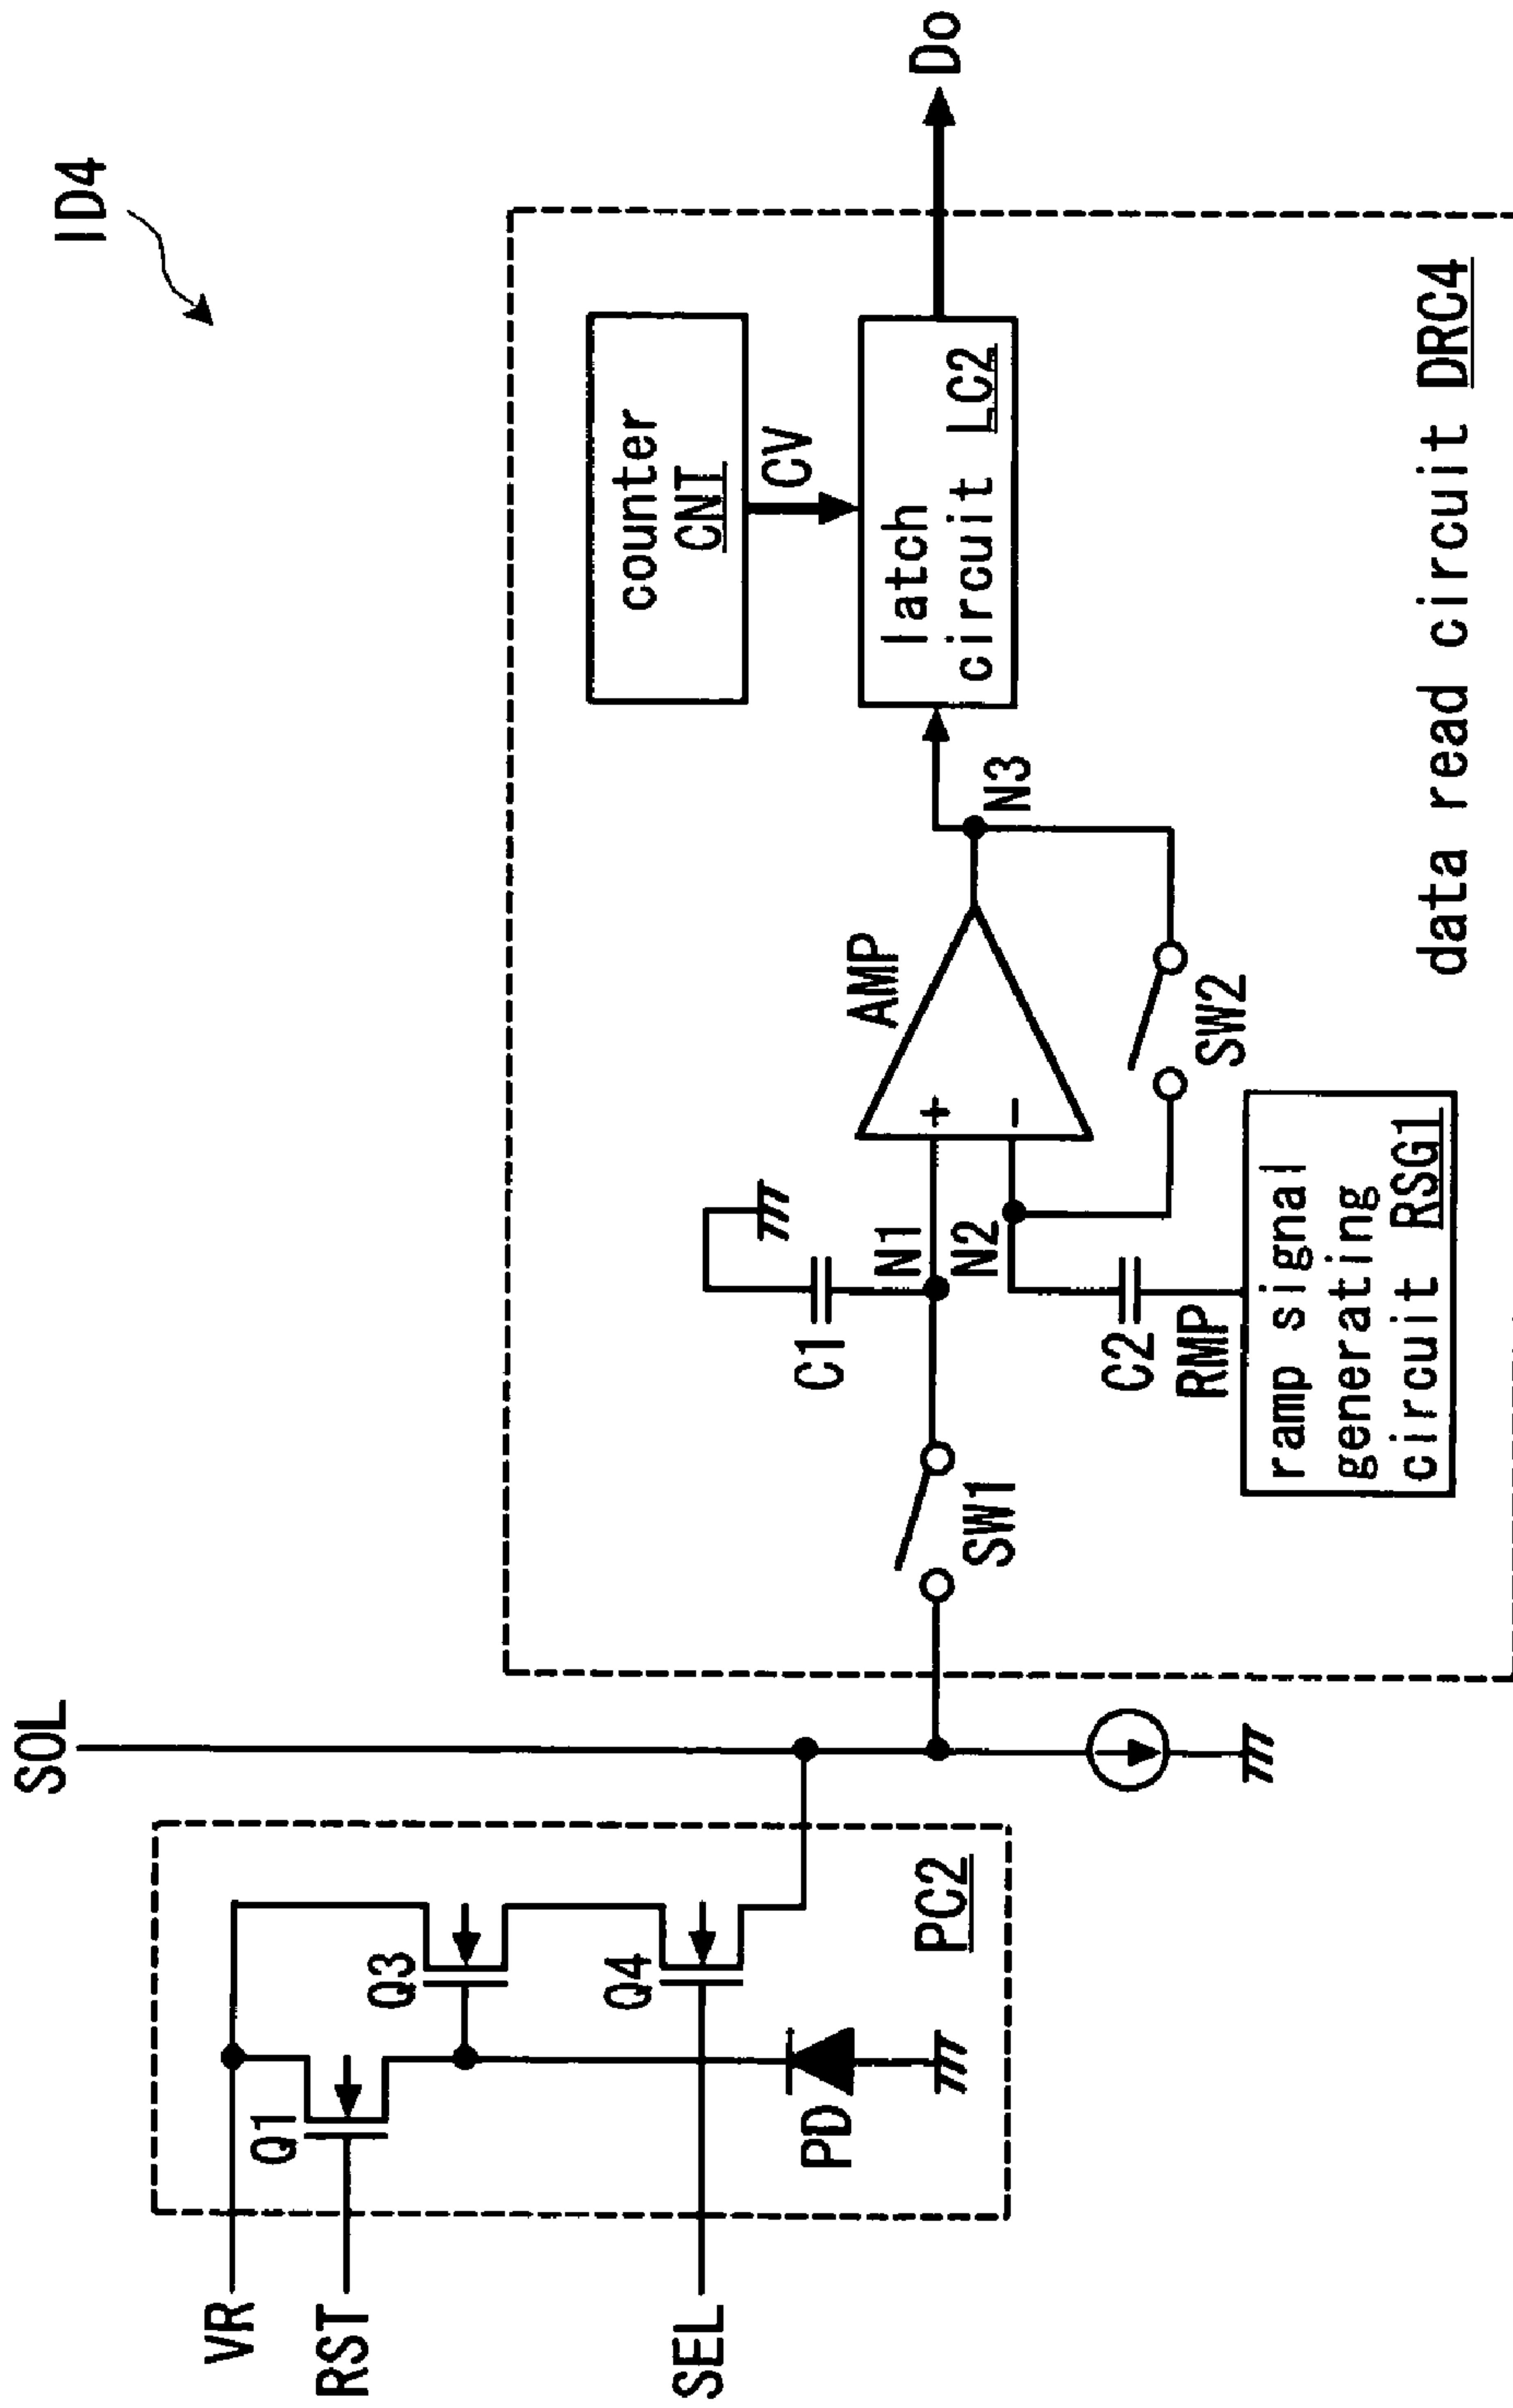 ID4
SOL
VR
RST
SEL
Q1
Q3
Q4
PD
PC2
SW1
C1
N1
N2
C2
RMP
AMP
+
-
N3
SW2
ramp signal
generating
circuit RSG1
counter
CNT
CV
latch
circuit LC2
Do
data read circuit DRC4